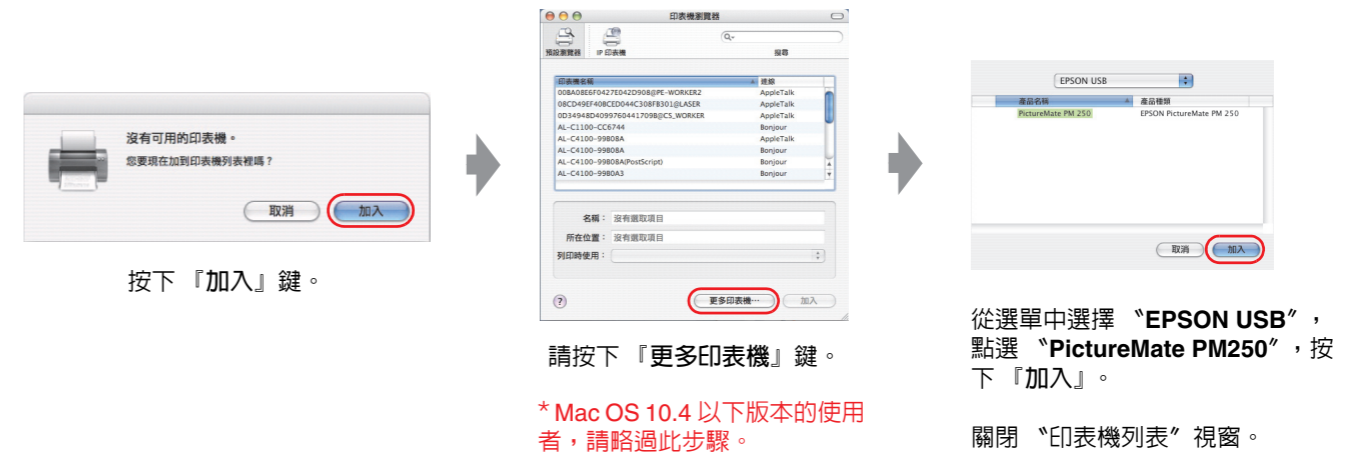 沒有可用的印表機。
您要現在加到印表機列表裡嗎？
取消
加入
按下『加入』鍵。
印表機瀏覽器
預設瀏覽器
IP 印表機
搜尋
印表機名稱
連線
00BA08E6F0427E042D908@PE-WORKER2 AppleTalk
08CD49EF408CED044C308FB301@LASER AppleTalk
0D34948D4099760441709B@CS_WORKER AppleTalk
AL-C1100-CC6744 Bonjour
AL-C4100-99B08A AppleTalk
AL-C4100-99B08A Bonjour
AL-C4100-99B08A(PostScript) Bonjour
AL-C4100-99B0A3 Bonjour
名稱： 沒有選取項目
所在位置： 沒有選取項目
列印時使用：
?
更多印表機…
加入
請按下『更多印表機』鍵。
* Mac OS 10.4 以下版本的使用
者，請略過此步驟。
EPSON USB
產品名稱
產品種類
PictureMate PM 250 EPSON PictureMate PM 250
取消
加入
從選單中選擇〝EPSON USB〞，
點選〝PictureMate PM250〞，按
下『加入』。
關閉〝印表機列表〞視窗。